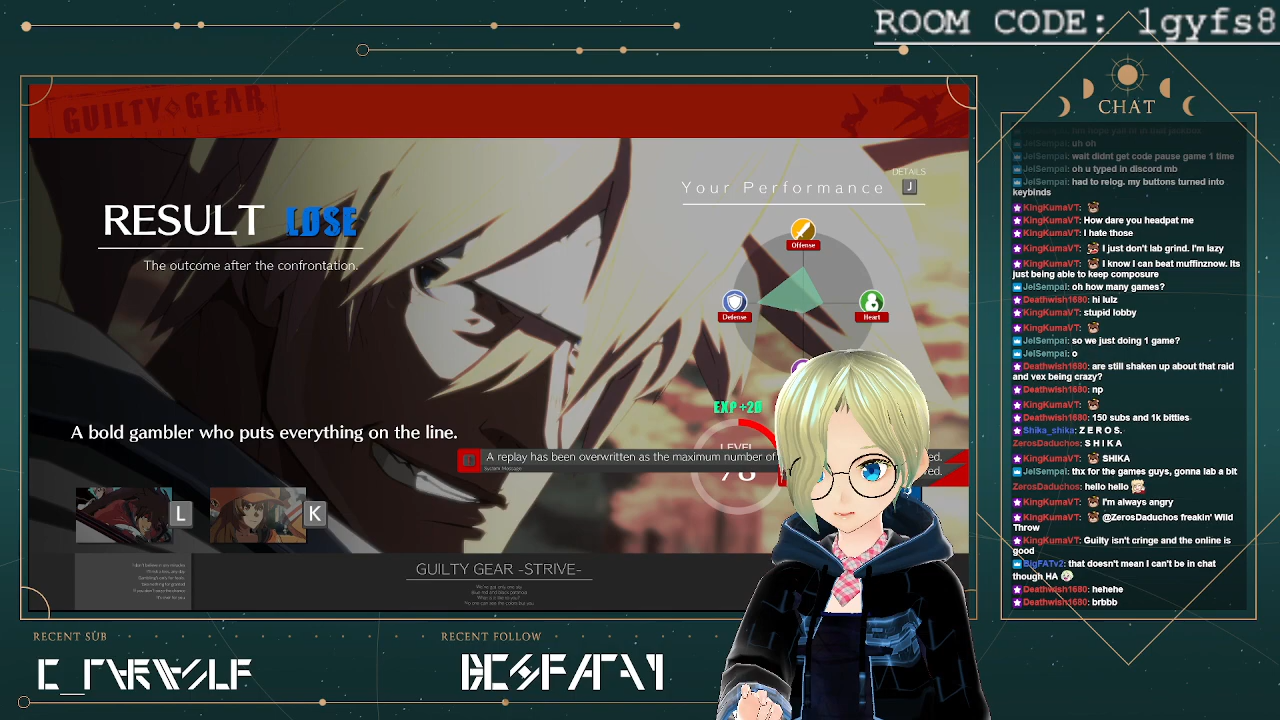 ROOM CODE: lgyfs8
GUILTY GEAR
RESULT LOSE
The outcome after the confrontation.
DETAILS
Your Performance
J
Offense
Defense
Heart
EXP +20
LEVEL
78
A bold gambler who puts everything on the line.
A replay has been overwritten as the maximum number of
System Message
L
K
GUILTY GEAR -STRIVE-
RECENT SUB
RECENT FOLLOW
CHAT
JelSempai: uh oh
JelSempai: wait didnt get code pause game 1 time
JelSempai: oh u typed in discord mb
JelSempai: had to relog. my buttons turned into
keybinds
KingKumaVT:
KingKumaVT: How dare you headpat me
KingKumaVT: I hate those
KingKumaVT: I just don't lab grind. I'm lazy
KingKumaVT: I know I can beat muffinznow. Its
just being able to keep composure
JelSempai: oh how many games?
Deathwish1680: hi lulz
KingKumaVT: stupid lobby
KingKumaVT:
JelSempai: so we just doing 1 game?
JelSempai: o
Deathwish1680: are still shaken up about that raid
and vex being crazy?
Deathwish1680: np
KingKumaVT:
Deathwish1680: 150 subs and 1k bitties
Shika_shika: Z E R O S.
ZerosDaduchos: S H I K A
KingKumaVT: SHIKA
JelSempai: thx for the games guys, gonna lab a bit
ZerosDaduchos: hello hello
KingKumaVT: I'm always angry
KingKumaVT: @ZerosDaduchos freakin' Wild
Throw
KingKumaVT: Guilty isn't cringe and the online is
good
BigFATv2: that doesn't mean I can't be in chat
though HA
Deathwish1680: hehehe
Deathwish1680: brbbb